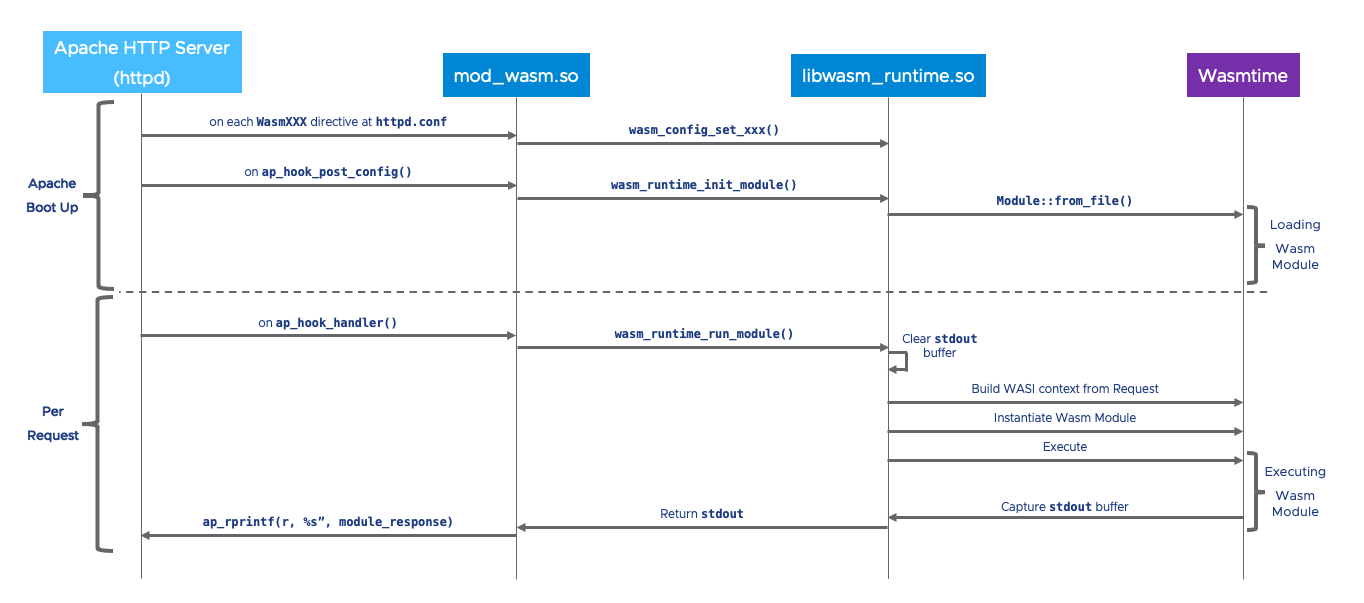 Apache HTTP Server
(httpd)
mod_wasm.so
libwasm_runtime.so
Wasmtime
on each WasmXXX directive at httpd.conf
wasm_config_set_xxx()
on ap_hook_post_config()
wasm_runtime_init_module()
Module::from_file()
Apache
Boot Up
Loading
Wasm
Module
on ap_hook_handler()
wasm_runtime_run_module()
Clear stdout
buffer
Build WASI context from Request
Instantiate Wasm Module
Execute
Per
Request
Executing
Wasm
Module
Capture stdout buffer
Return stdout
ap_rprintf(r, %s”, module_response)